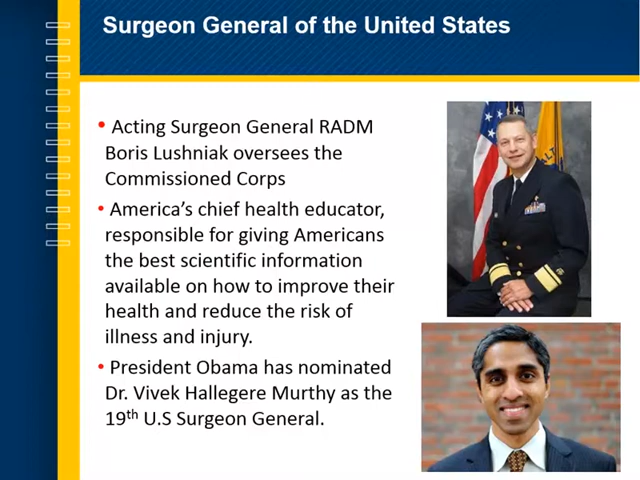 Surgeon General of the United States
• Acting Surgeon General RADM
Boris Lushniak oversees the
Commissioned Corps
• America’s chief health educator,
responsible for giving Americans
the best scientific information
available on how to improve their
health and reduce the risk of
illness and injury.
• President Obama has nominated
Dr. Vivek Hallegere Murthy as the
19th U.S Surgeon General.